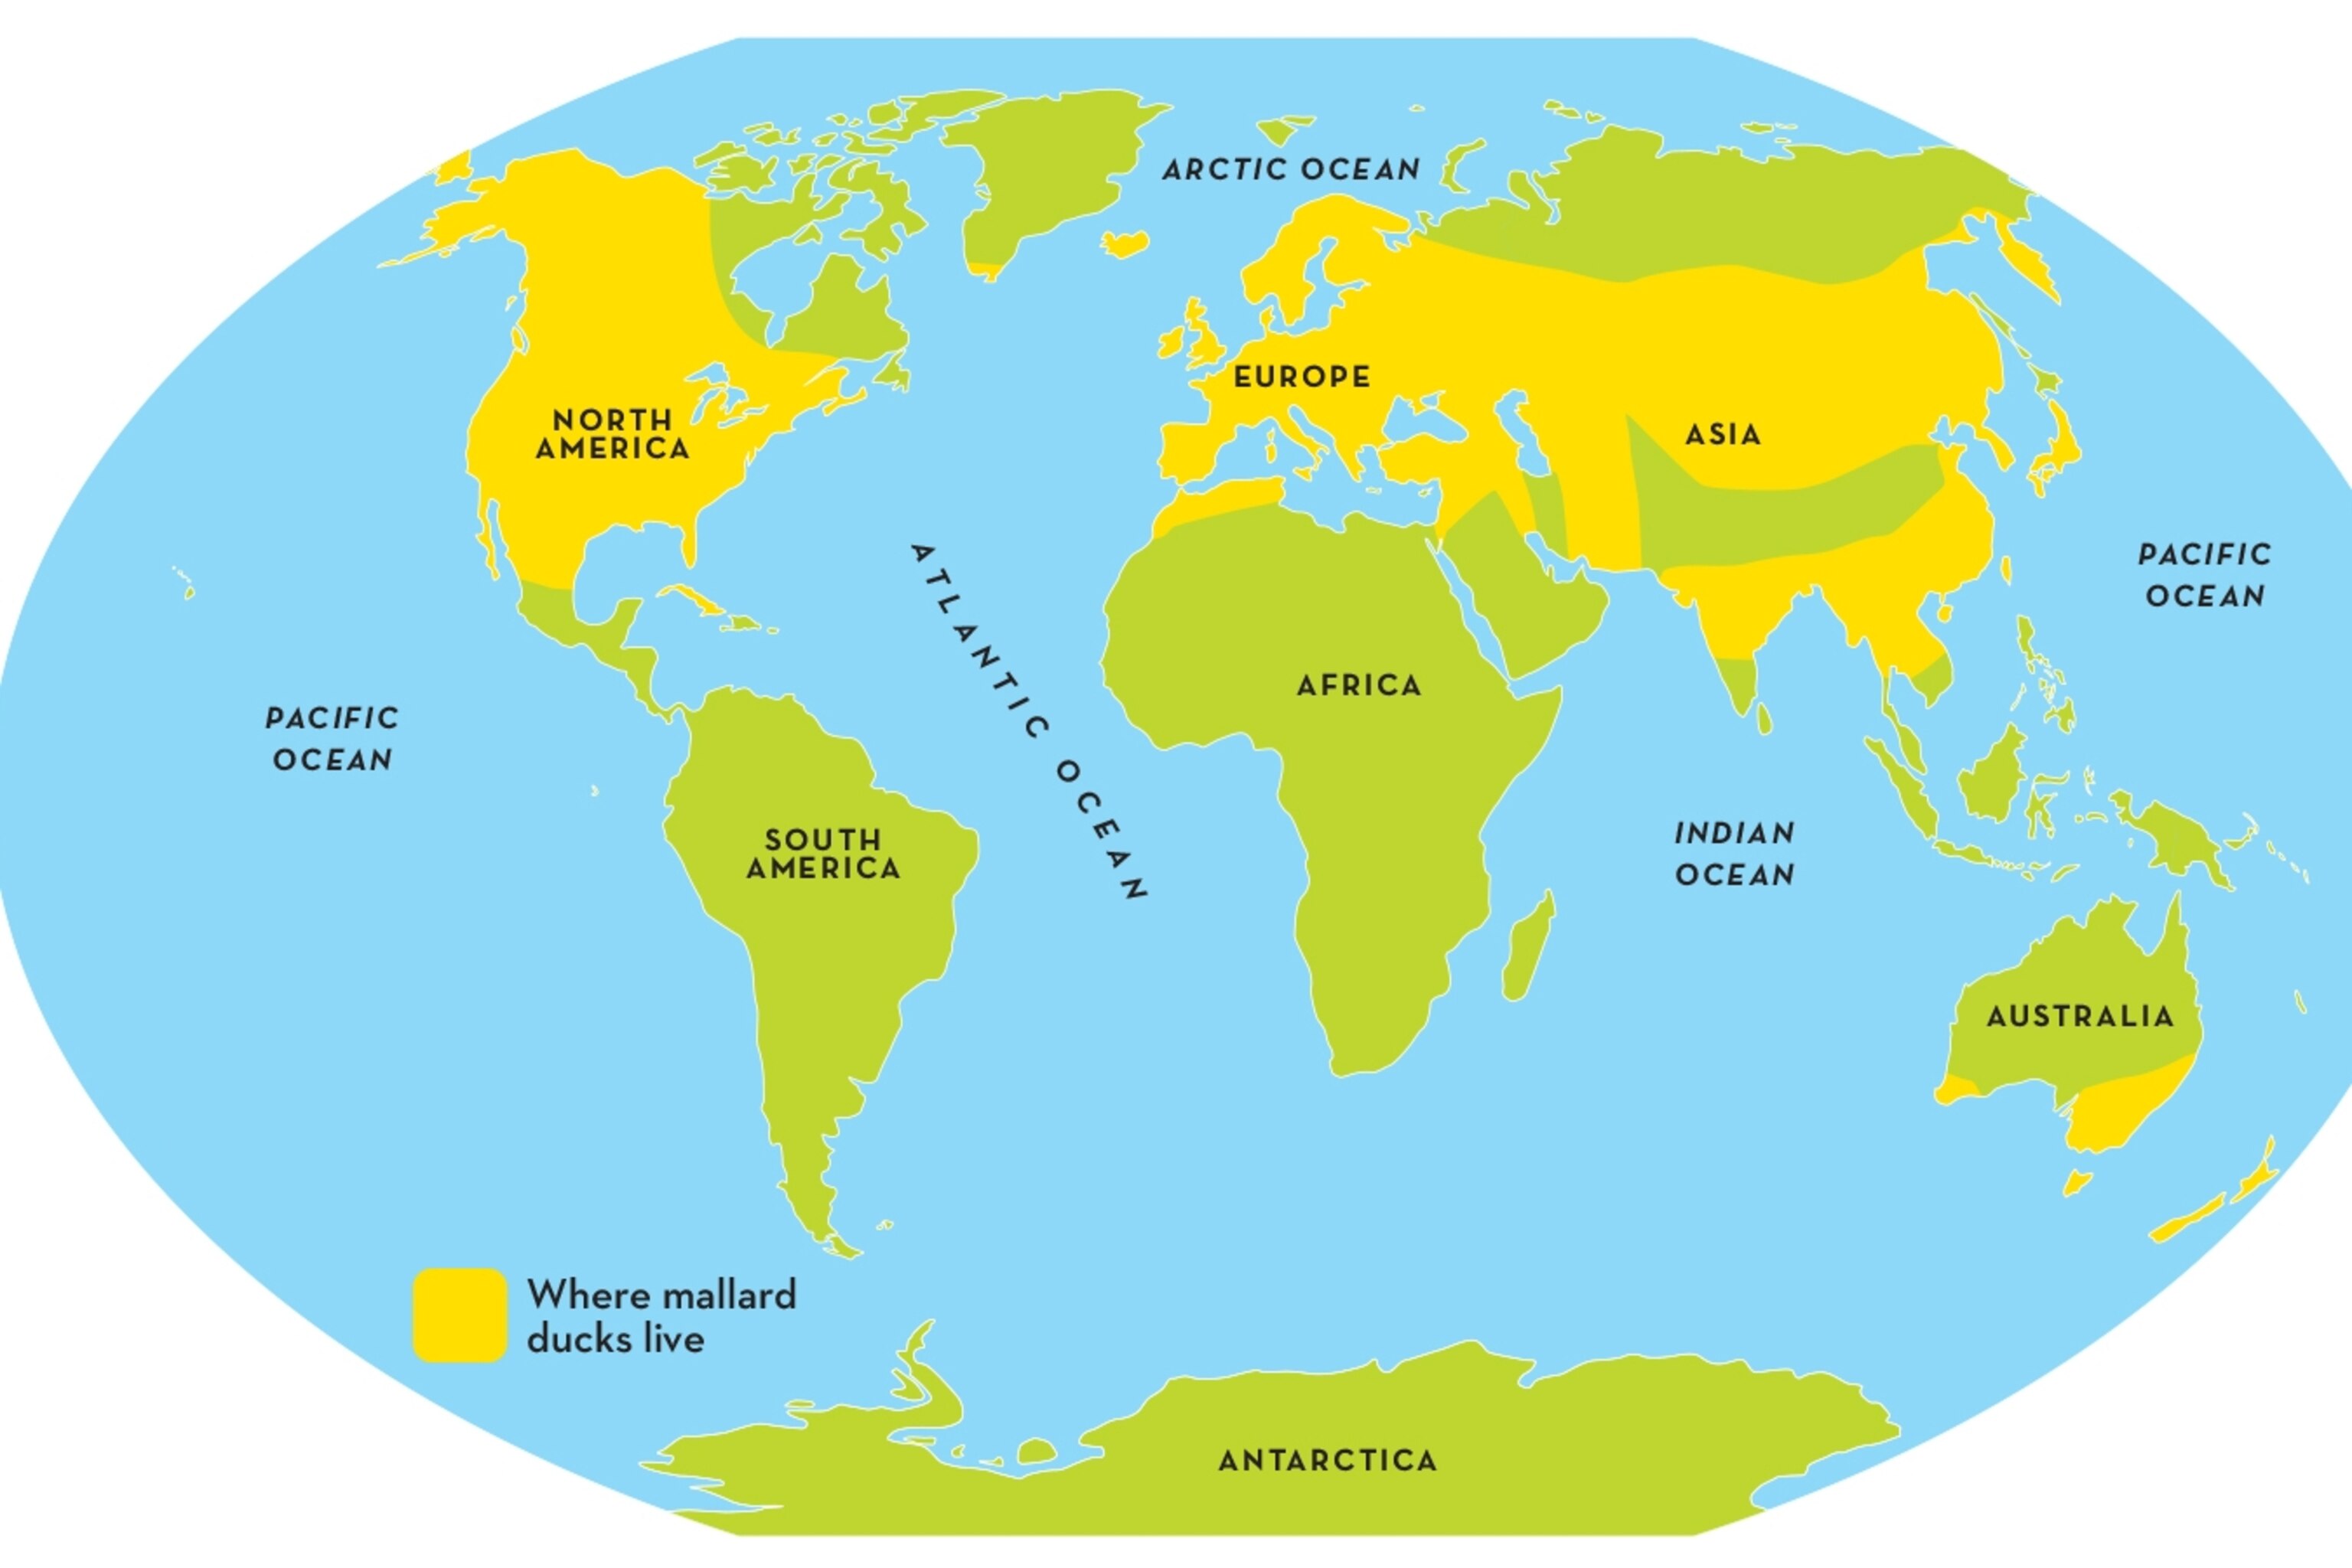 ARCTIC OCEAN
EUROPE
NORTH
AMERICA
ASIA
ATLANTIC OCEAN
PACIFIC
OCEAN
AFRICA
PACIFIC
OCEAN
SOUTH
AMERICA
INDIAN
OCEAN
AUSTRALIA
Where mallard
ducks live
ANTARCTICA